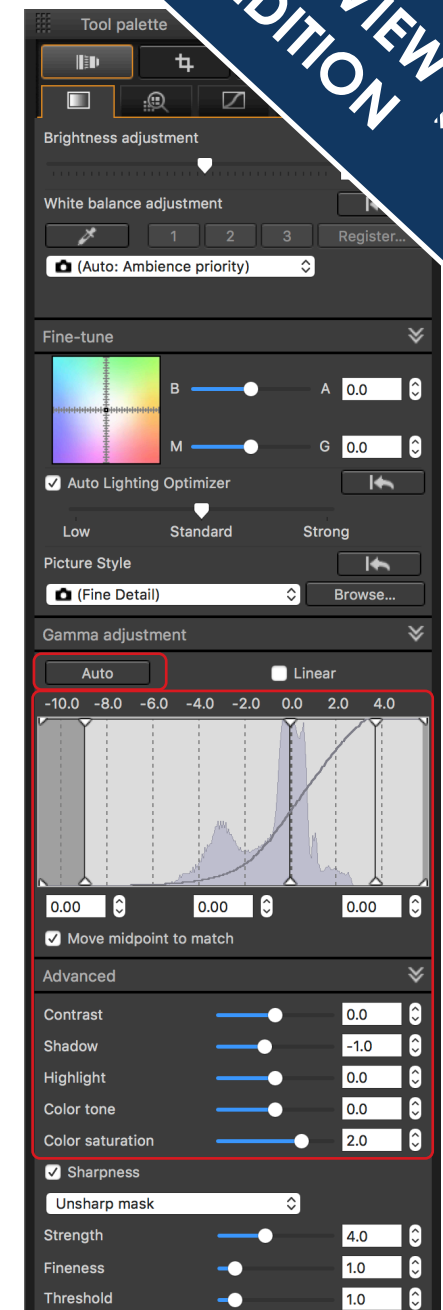 Tool palette
EDITION
Brightness adjustment
White balance adjustment
1 2 3 Register...
(Auto: Ambience priority)
Fine-tune
B A 0.0
M G 0.0
Auto Lighting Optimizer
Low Standard Strong
Picture Style
(Fine Detail) Browse...
Gamma adjustment
Auto Linear
-10.0 -8.0 -6.0 -4.0 -2.0 0.0 2.0 4.0
0.00 0.00 0.00
Move midpoint to match
Advanced
Contrast 0.0
Shadow -1.0
Highlight 0.0
Color tone 0.0
Color saturation 2.0
Sharpness
Unsharp mask
Strength 4.0
Fineness 1.0
Threshold 1.0